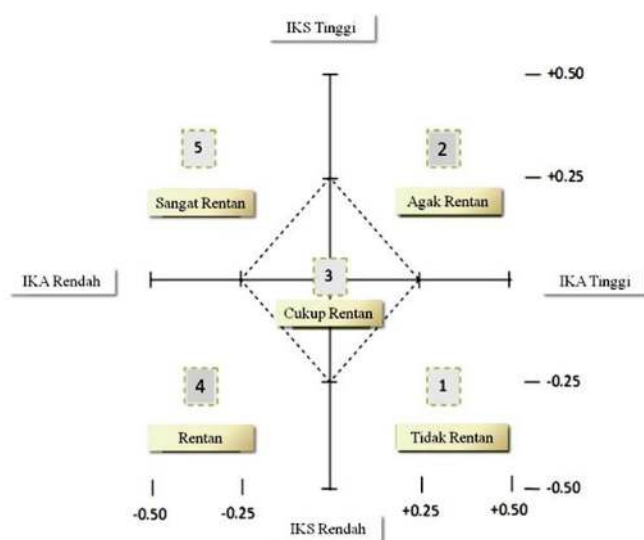 IKS Tinggi
+0.50
5
2
+0.25
Sangat Rentan
Agak Rentan
IKA Rendah
3
IKA Tinggi
Cukup Rentan
4
1
-0.25
Rentan
Tidak Rentan
-0.50
-0.50
-0.25
+0.25
+0.50
IKS Rendah